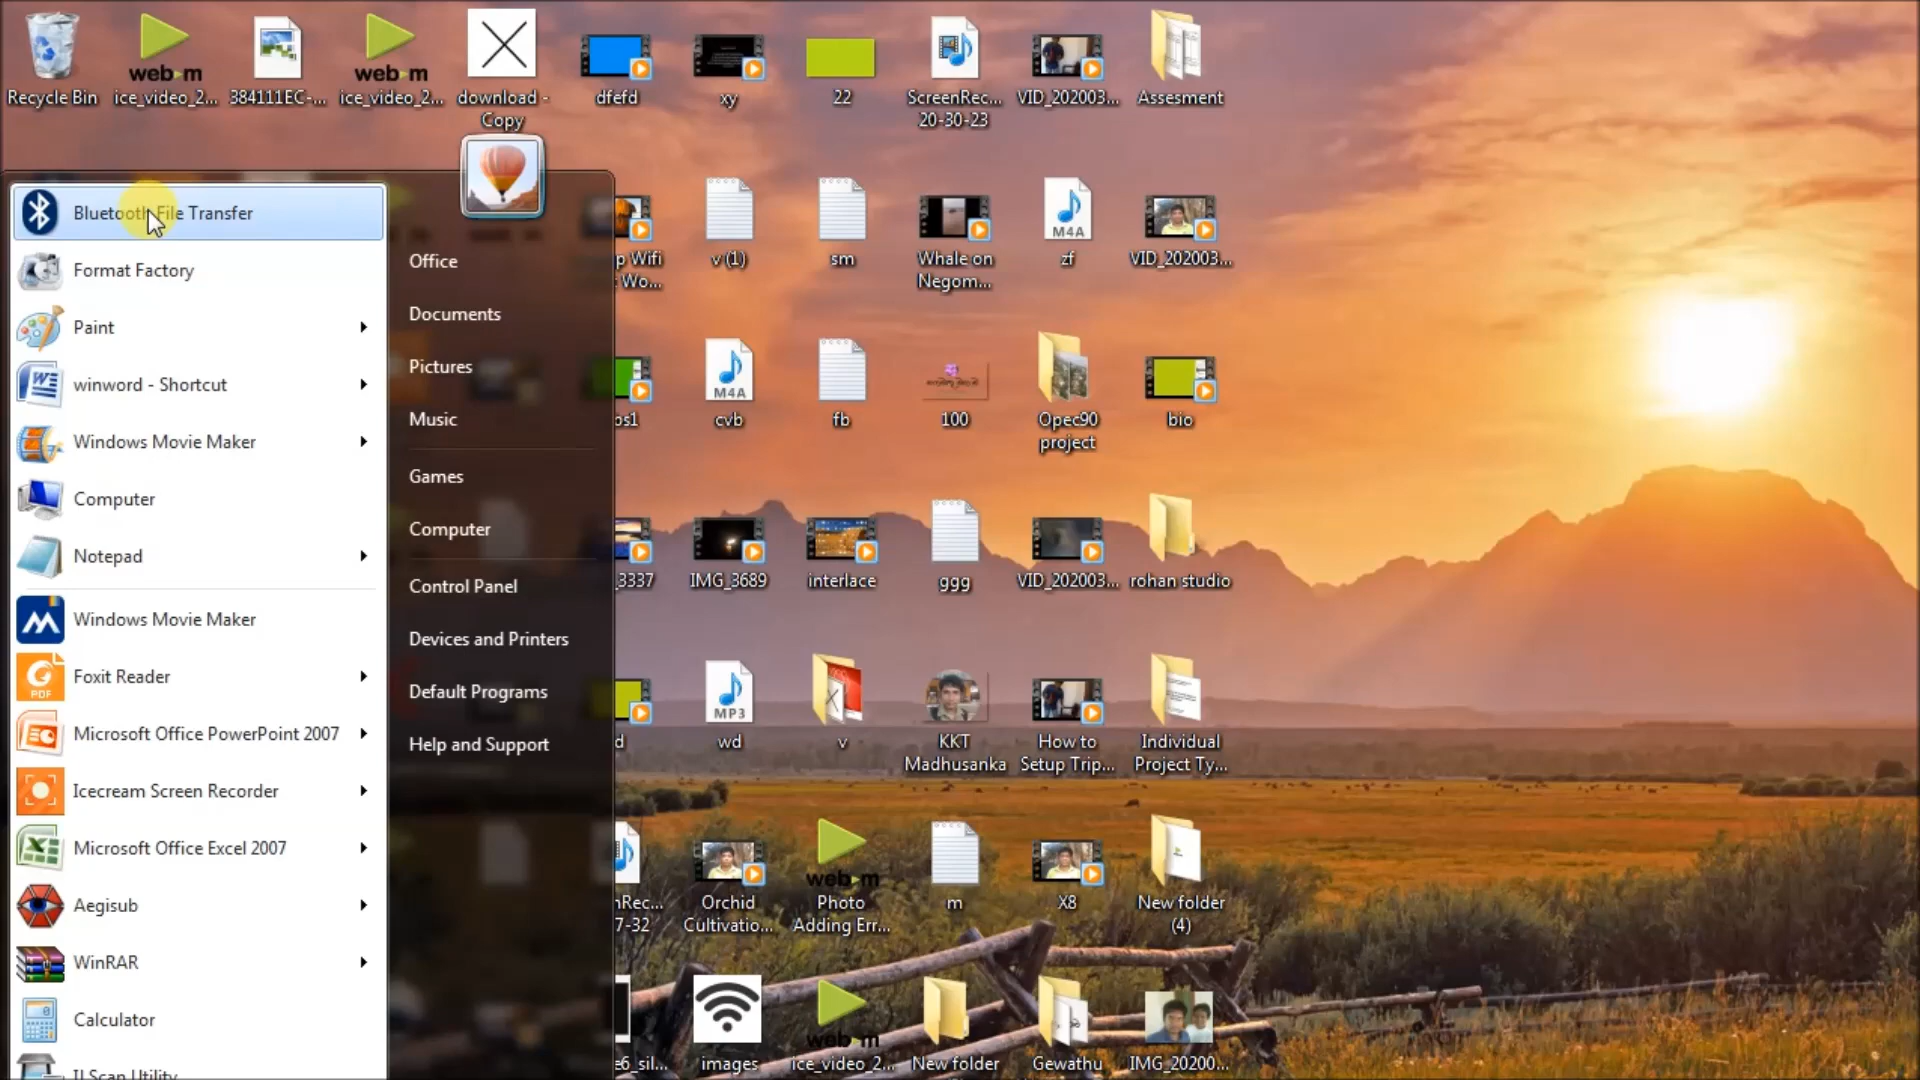 Recycle Bin
web-m
ice_video_2...
384111EC-...
web-m
ice_video_2...
download -
Copy
dfefd
xy
22
ScreenRec...
20-30-23
VID_202003...
Assesment
Bluetooth File Transfer
Format Factory
Paint
winword - Shortcut
Windows Movie Maker
Computer
Notepad
Windows Movie Maker
PDF
Foxit Reader
Microsoft Office PowerPoint 2007
Icecream Screen Recorder
Microsoft Office Excel 2007
Aegisub
WinRAR
Calculator
IJ Scan Utility
Office
Documents
Pictures
Music
Games
Computer
Control Panel
Devices and Printers
Default Programs
Help and Support
p Wifi
Wo...
v (1)
sm
Whale on
Negom...
M4A
zf
VID_202003...
os1
M4A
cvb
fb
100
Opec90
project
bio
_3337
IMG_3689
interlace
ggg
VID_202003...
rohan studio
d
MP3
wd
v
KKT
Madhusanka
How to
Setup Trip...
Individual
Project Ty...
nRec...
7-32
Orchid
Cultivatio...
web-m
Photo
Adding Err...
m
X8
New folder
(4)
e6_sil...
images
web-m
ice_video_2...
New folder
Gewathu
IMG_20200...